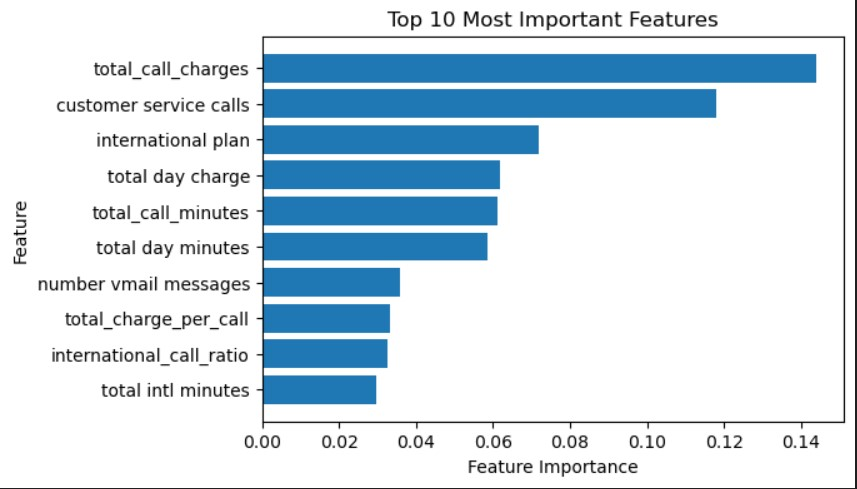 Top 10 Most Important Features
total_call_charges
customer service calls
international plan
total day charge
total_call_minutes
total day minutes
number vmail messages
total_charge_per_call
international_call_ratio
total intl minutes
Feature
0.00 0.02 0.04 0.06 0.08 0.10 0.12 0.14
Feature Importance